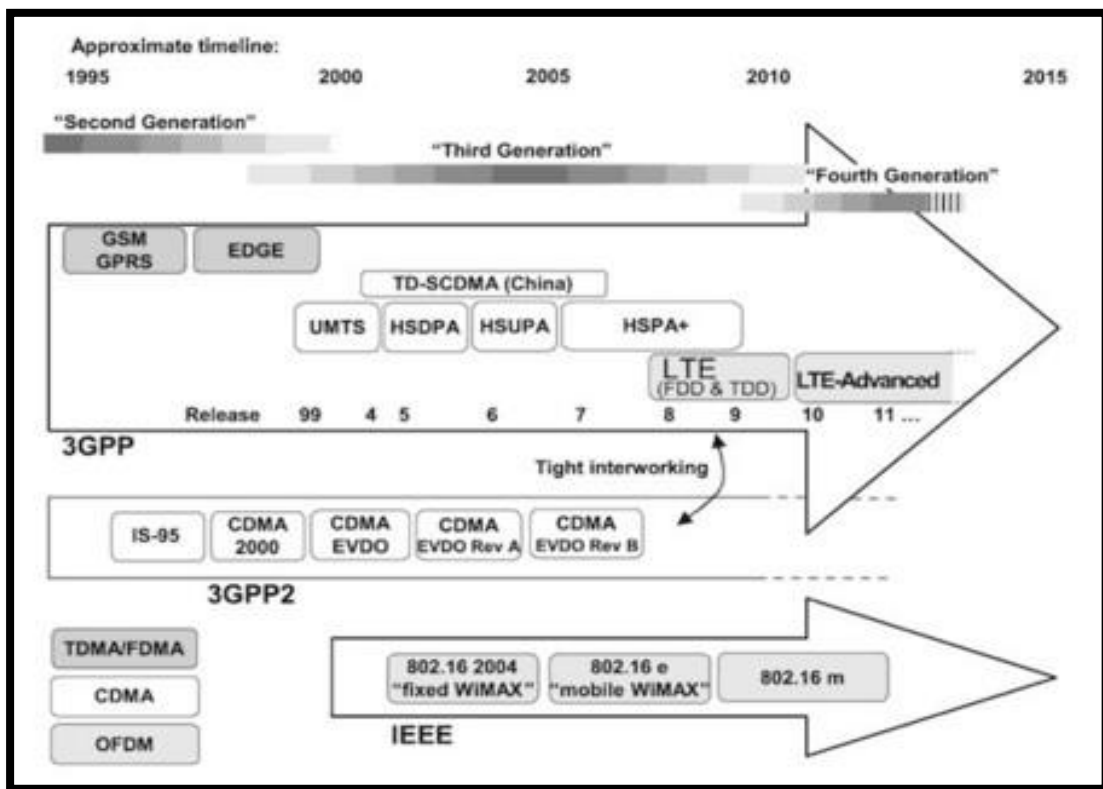 Approximate timeline:
1995 2000 2005 2010 2015
“Second Generation”
“Third Generation”
“Fourth Generation”
GSM
GPRS
EDGE
TD-SCDMA (China)
UMTS HSDPA HSUPA HSPA+
LTE
(FDD & TDD)
LTE-Advanced
Release 99 4 5 6 7 8 9 10 11 ...
3GPP
Tight interworking
IS-95
CDMA
2000
CDMA
EVDO
CDMA
EVDO Rev A
CDMA
EVDO Rev B
3GPP2
TDMA/FDMA
CDMA
OFDM
802.16 2004
“fixed WiMAX”
802.16 e
“mobile WiMAX”
802.16 m
IEEE